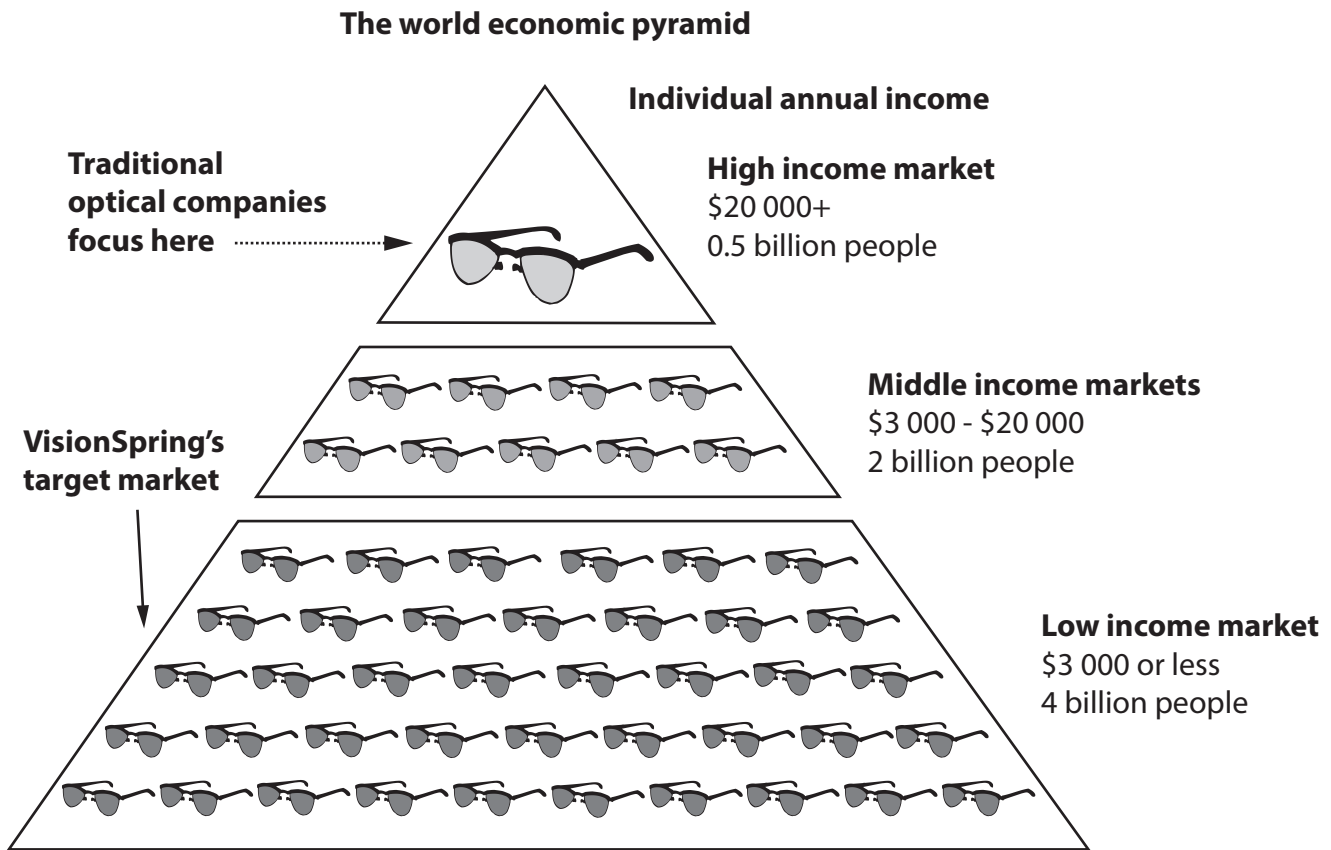 The world economic pyramid
Individual annual income
Traditional
optical companies
focus here
High income market
$20 000+
0.5 billion people
Middle income markets
$3 000 - $20 000
2 billion people
VisionSpring’s
target market
Low income market
$3 000 or less
4 billion people